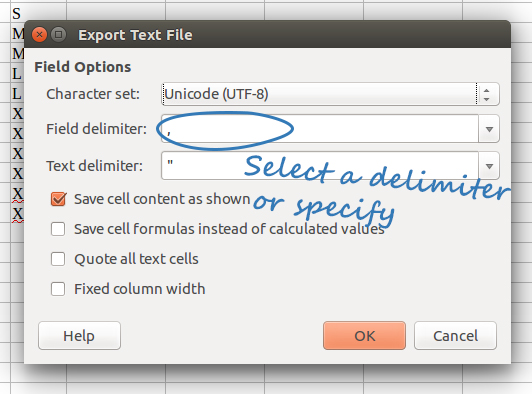 S
M
M
L
L
X
X
X
X
X
X
Export Text File
Field Options
Character set: Unicode (UTF-8)
Field delimiter: ,
Text delimiter: "
Select a delimiter
or specify
Save cell content as shown
Save cell formulas instead of calculated values
Quote all text cells
Fixed column width
Help OK Cancel